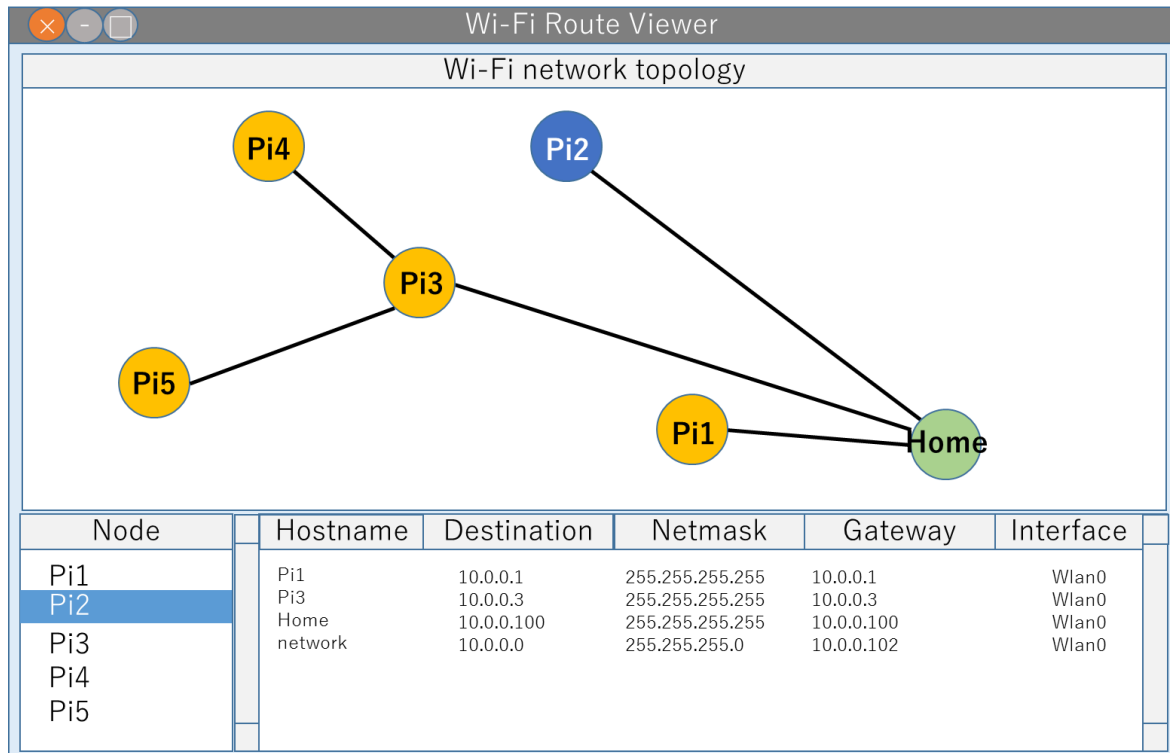 × - □ Wi-Fi Route Viewer
Wi-Fi network topology
Pi4
Pi2
Pi3
Pi5
Pi1
Home
Node
Pi1
Pi2
Pi3
Pi4
Pi5
Hostname Destination Netmask Gateway Interface
Pi1 10.0.0.1 255.255.255.255 10.0.0.1 Wlan0
Pi3 10.0.0.3 255.255.255.255 10.0.0.3 Wlan0
Home 10.0.0.100 255.255.255.255 10.0.0.100 Wlan0
network 10.0.0.0 255.255.255.0 10.0.0.102 Wlan0